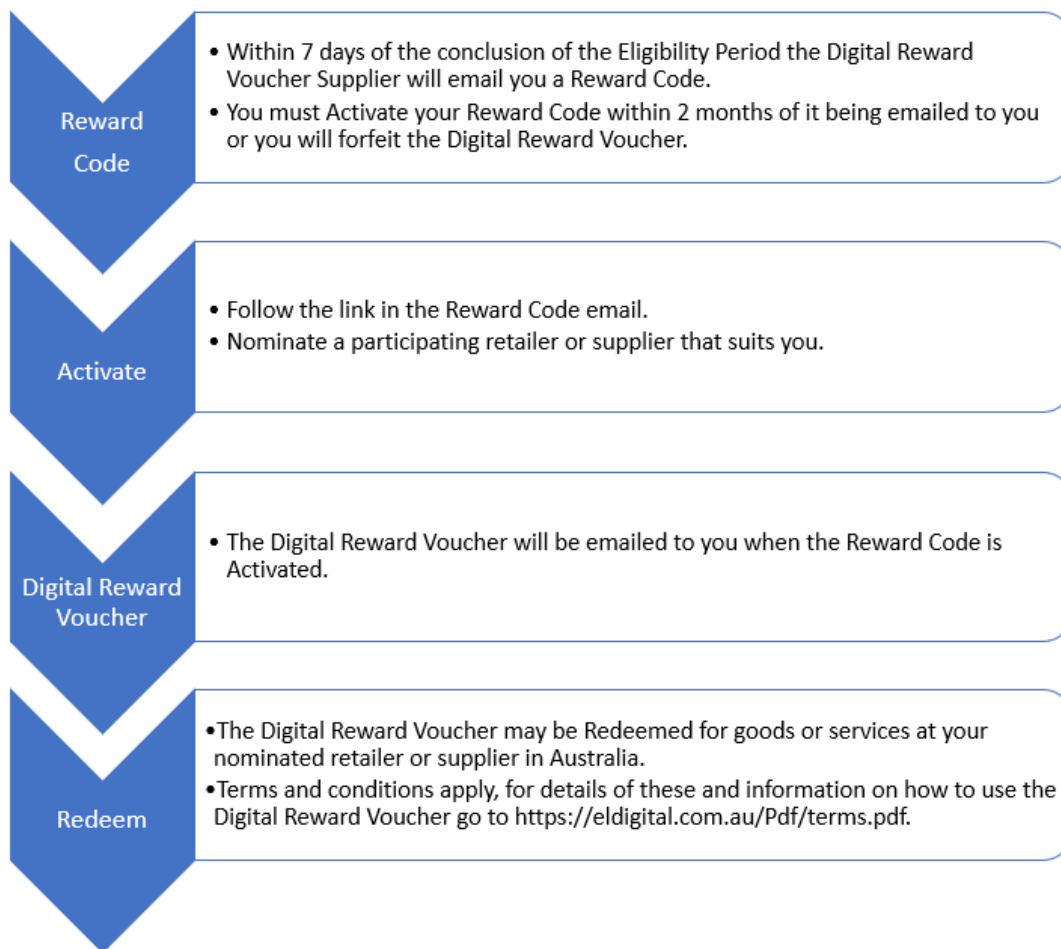 Reward
Code
• Within 7 days of the conclusion of the Eligibility Period the Digital Reward
Voucher Supplier will email you a Reward Code.
• You must Activate your Reward Code within 2 months of it being emailed to you
or you will forfeit the Digital Reward Voucher.
Activate
• Follow the link in the Reward Code email.
• Nominate a participating retailer or supplier that suits you.
Digital Reward
Voucher
• The Digital Reward Voucher will be emailed to you when the Reward Code is
Activated.
Redeem
•The Digital Reward Voucher may be Redeemed for goods or services at your
nominated retailer or supplier in Australia.
•Terms and conditions apply, for details of these and information on how to use the
Digital Reward Voucher go to https://eldigital.com.au/Pdf/terms.pdf.